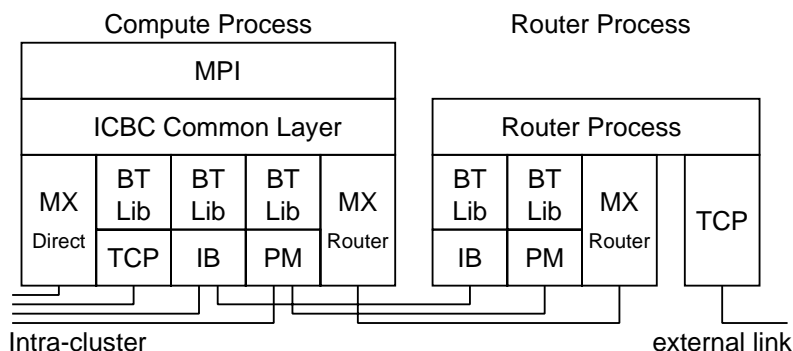 Compute Process
Router Process
MPI
ICBC Common Layer
Router Process
MX
Direct
BT
Lib
TCP
BT
Lib
IB
BT
Lib
PM
MX
Router
BT
Lib
IB
BT
Lib
PM
MX
Router
TCP
Intra-cluster
external link